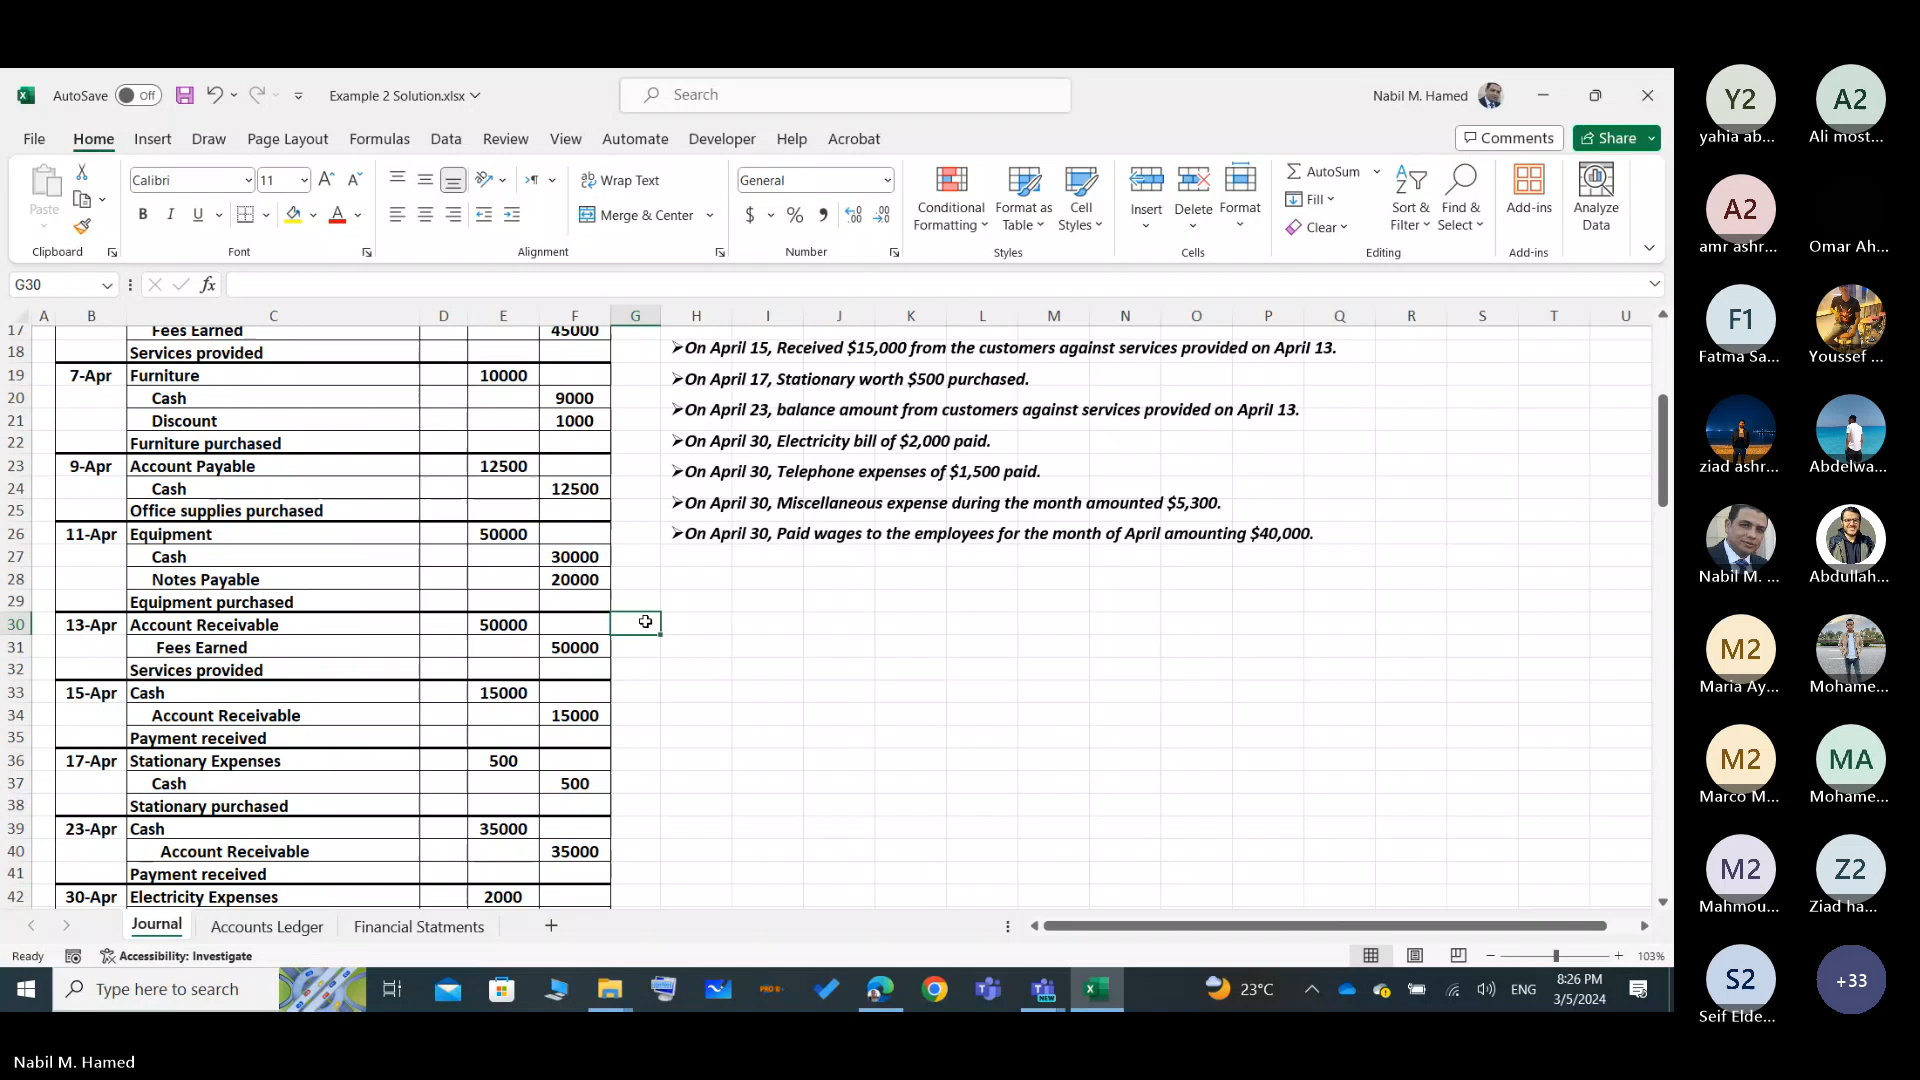 AutoSave Off Example 2 Solution.xlsx Search Nabil M. Hamed
File Home Insert Draw Page Layout Formulas Data Review View Automate Developer Help Acrobat Comments Share
Paste Calibri 11 Wrap Text General Conditional Formatting Format as Table Cell Styles Insert Delete Format AutoSum Sort & Filter Find & Select Add-ins Analyze Data
B I U Merge & Center $ % Fill Clear
Clipboard Font Alignment Number Styles Cells Editing Add-ins
G30 fx
A B C D E F G H I J K L M N O P Q R S T U
17 Fees Earned 45000
18 Services provided
19 7-Apr Furniture 10000
20 Cash 9000
21 Discount 1000
22 Furniture purchased
23 9-Apr Account Payable 12500
24 Cash 12500
25 Office supplies purchased
26 11-Apr Equipment 50000
27 Cash 30000
28 Notes Payable 20000
29 Equipment purchased
30 13-Apr Account Receivable 50000
31 Fees Earned 50000
32 Services provided
33 15-Apr Cash 15000
34 Account Receivable 15000
35 Payment received
36 17-Apr Stationary Expenses 500
37 Cash 500
38 Stationary purchased
39 23-Apr Cash 35000
40 Account Receivable 35000
41 Payment received
42 30-Apr Electricity Expenses 2000
➢On April 15, Received $15,000 from the customers against services provided on April 13.
➢On April 17, Stationary worth $500 purchased.
➢On April 23, balance amount from customers against services provided on April 13.
➢On April 30, Electricity bill of $2,000 paid.
➢On April 30, Telephone expenses of $1,500 paid.
➢On April 30, Miscellaneous expense during the month amounted $5,300.
➢On April 30, Paid wages to the employees for the month of April amounting $40,000.
Journal Accounts Ledger Financial Statments
Ready Accessibility: Investigate 103%
Type here to search 23°C ENG 8:26 PM
3/5/2024
Y2 A2
yahia ab... Ali most...
A2
amr ashr... Omar Ah...
F1
Fatma Sa... Youssef ...
ziad ashr... Abdelwa...
Nabil M. ... Abdullah...
M2
Maria Ay... Mohame...
M2 MA
Marco M... Mohame...
M2 Z2
Mahmou... Ziad ha...
S2 +33
Seif Elde...
Nabil M. Hamed